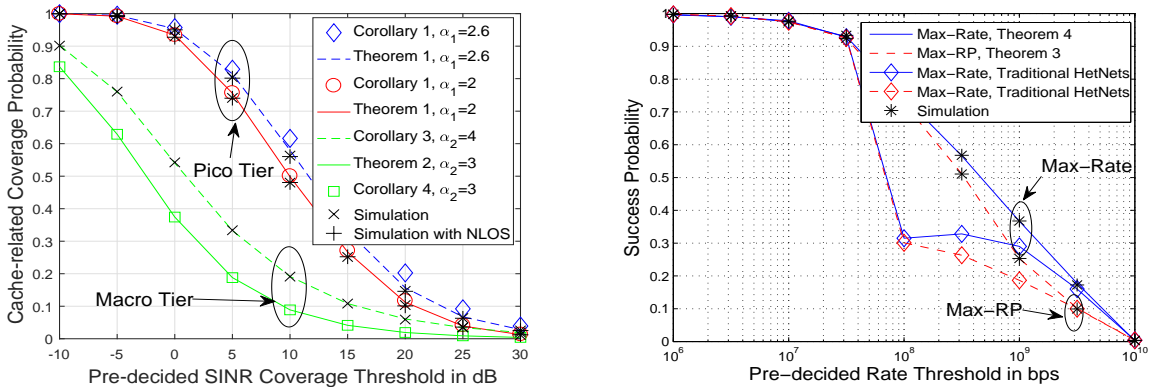 Cache-related Coverage Probability
1
0.9
0.8
0.7
0.6
0.5
0.4
0.3
0.2
0.1
0
-10
-5
0
5
10
15
20
25
30
Pre-decided SINR Coverage Threshold in dB
Pico Tier
Macro Tier
Corollary 1, α1=2.6
Theorem 1, α1=2.6
Corollary 1, α1=2
Theorem 1, α1=2
Corollary 3, α2=4
Theorem 2, α2=3
Corollary 4, α2=3
Simulation
Simulation with NLOS
Success Probability
1
0.9
0.8
0.7
0.6
0.5
0.4
0.3
0.2
0.1
0
10^6
10^7
10^8
10^9
10^10
Pre-decided Rate Threshold in bps
Max-Rate, Theorem 4
Max-RP, Theorem 3
Max-Rate, Traditional HetNets
Max-Rate, Traditional HetNets
Simulation
Max-Rate
Max-RP